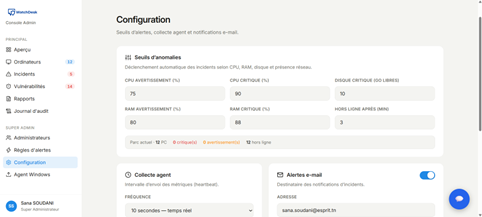 WatchDesk
Console Admin
PRINCIPAL
Aperçu
Ordinateurs 12
Incidents 5
Vulnérabilités 14
Rapports
Journal d'audit
SUPER ADMIN
Administrateurs
Règles d'alertes
Configuration
Agent Windows
SS
Sana SOUDANI
Super Administrateur
Configuration
Seuils d'alertes, collecte agent et notifications e-mail.
Seuils d'anomalies
Déclenchement automatique des incidents selon CPU, RAM, disque et présence réseau.
CPU AVERTISSEMENT (%) CPU CRITIQUE (%) DISQUE CRITIQUE (GO LIBRES)
75 90 10
RAM AVERTISSEMENT (%) RAM CRITIQUE (%) HORS LIGNE APRÈS (MIN)
80 88 3
Parc actuel · 12 PC 0 critique(s) 0 avertissement(s) 12 hors ligne
Collecte agent
Intervalle d'envoi des métriques (heartbeat).
FRÉQUENCE
10 secondes — temps réel
Alertes e-mail
Destinataire des notifications d'incidents.
ADRESSE
sana.soudani@esprit.tn